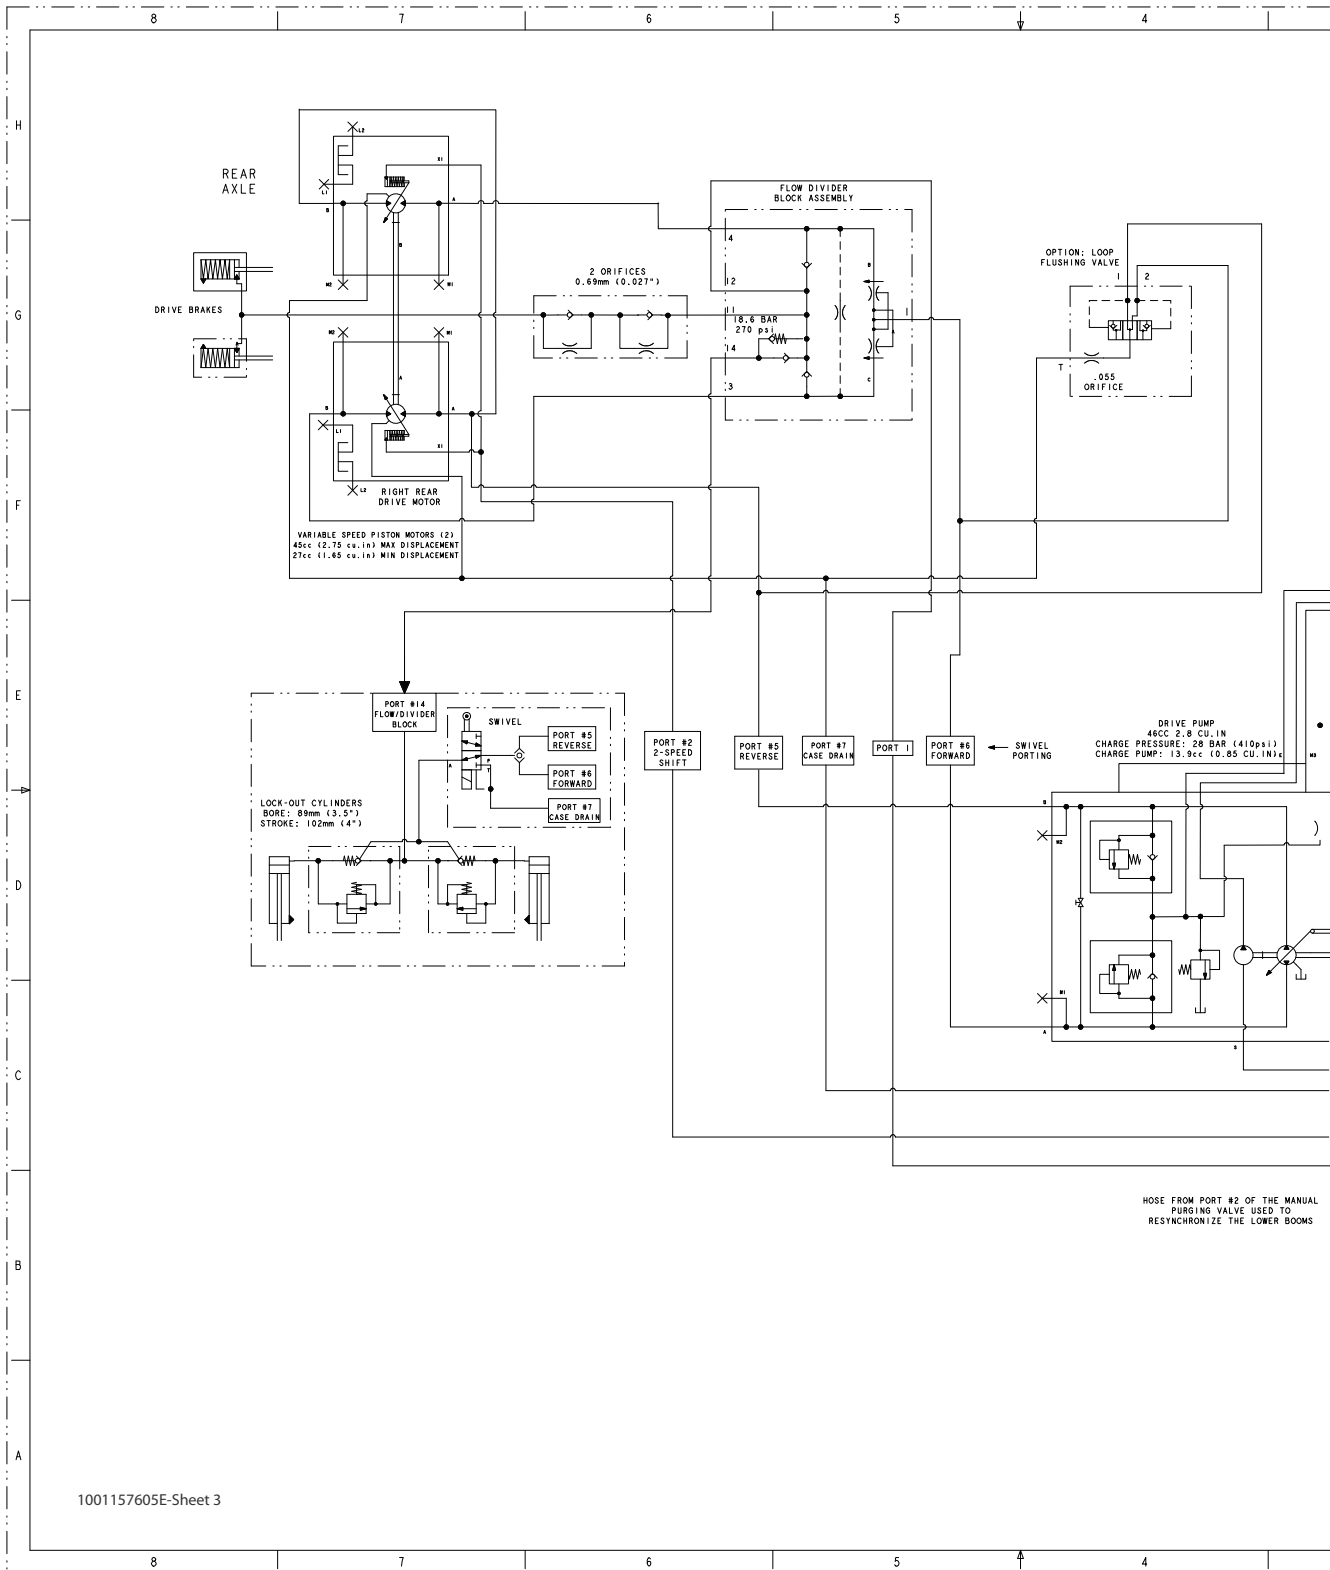 8 7 6 5 4
H
L2
X1
REAR
AXLE
L1
B
A
FLOW DIVIDER
BLOCK ASSEMBLY
4
B
OPTION: LOOP
FLUSHING VALVE
1 2
2 ORIFICES
0.69mm (0.027")
12
B
M2 M1
DRIVE BRAKES
G
11
1
18.6 BAR
270 psi
M2 M1
14
A
T
A
3
C
.055
ORIFICE
B
A
L1
X1
L2
RIGHT REAR
DRIVE MOTOR
F
VARIABLE SPEED PISTON MOTORS (2)
45cc (2.75 cu.in) MAX DISPLACEMENT
27cc (1.65 cu.in) MIN DISPLACEMENT
E
PORT #14
FLOW/DIVIDER
BLOCK
SWIVEL
PORT #5
REVERSE
P
T
A
PORT #6
FORWARD
PORT #7
CASE DRAIN
PORT #2
2-SPEED
SHIFT
PORT #5
REVERSE
PORT #7
CASE DRAIN
PORT 1
PORT #6
FORWARD
SWIVEL
PORTING
DRIVE PUMP
46CC 2.8 CU.IN
CHARGE PRESSURE: 28 BAR (410psi)
CHARGE PUMP: 13.9cc (0.85 CU.IN)
E
M3
LOCK-OUT CYLINDERS
BORE: 89mm (3.5")
STROKE: 102mm (4")
B
M2
D
M1
A
S
C
HOSE FROM PORT #2 OF THE MANUAL
PURGING VALVE USED TO
RESYNCHRONIZE THE LOWER BOOMS
B
A
1001157605E-Sheet 3
8 7 6 5 4